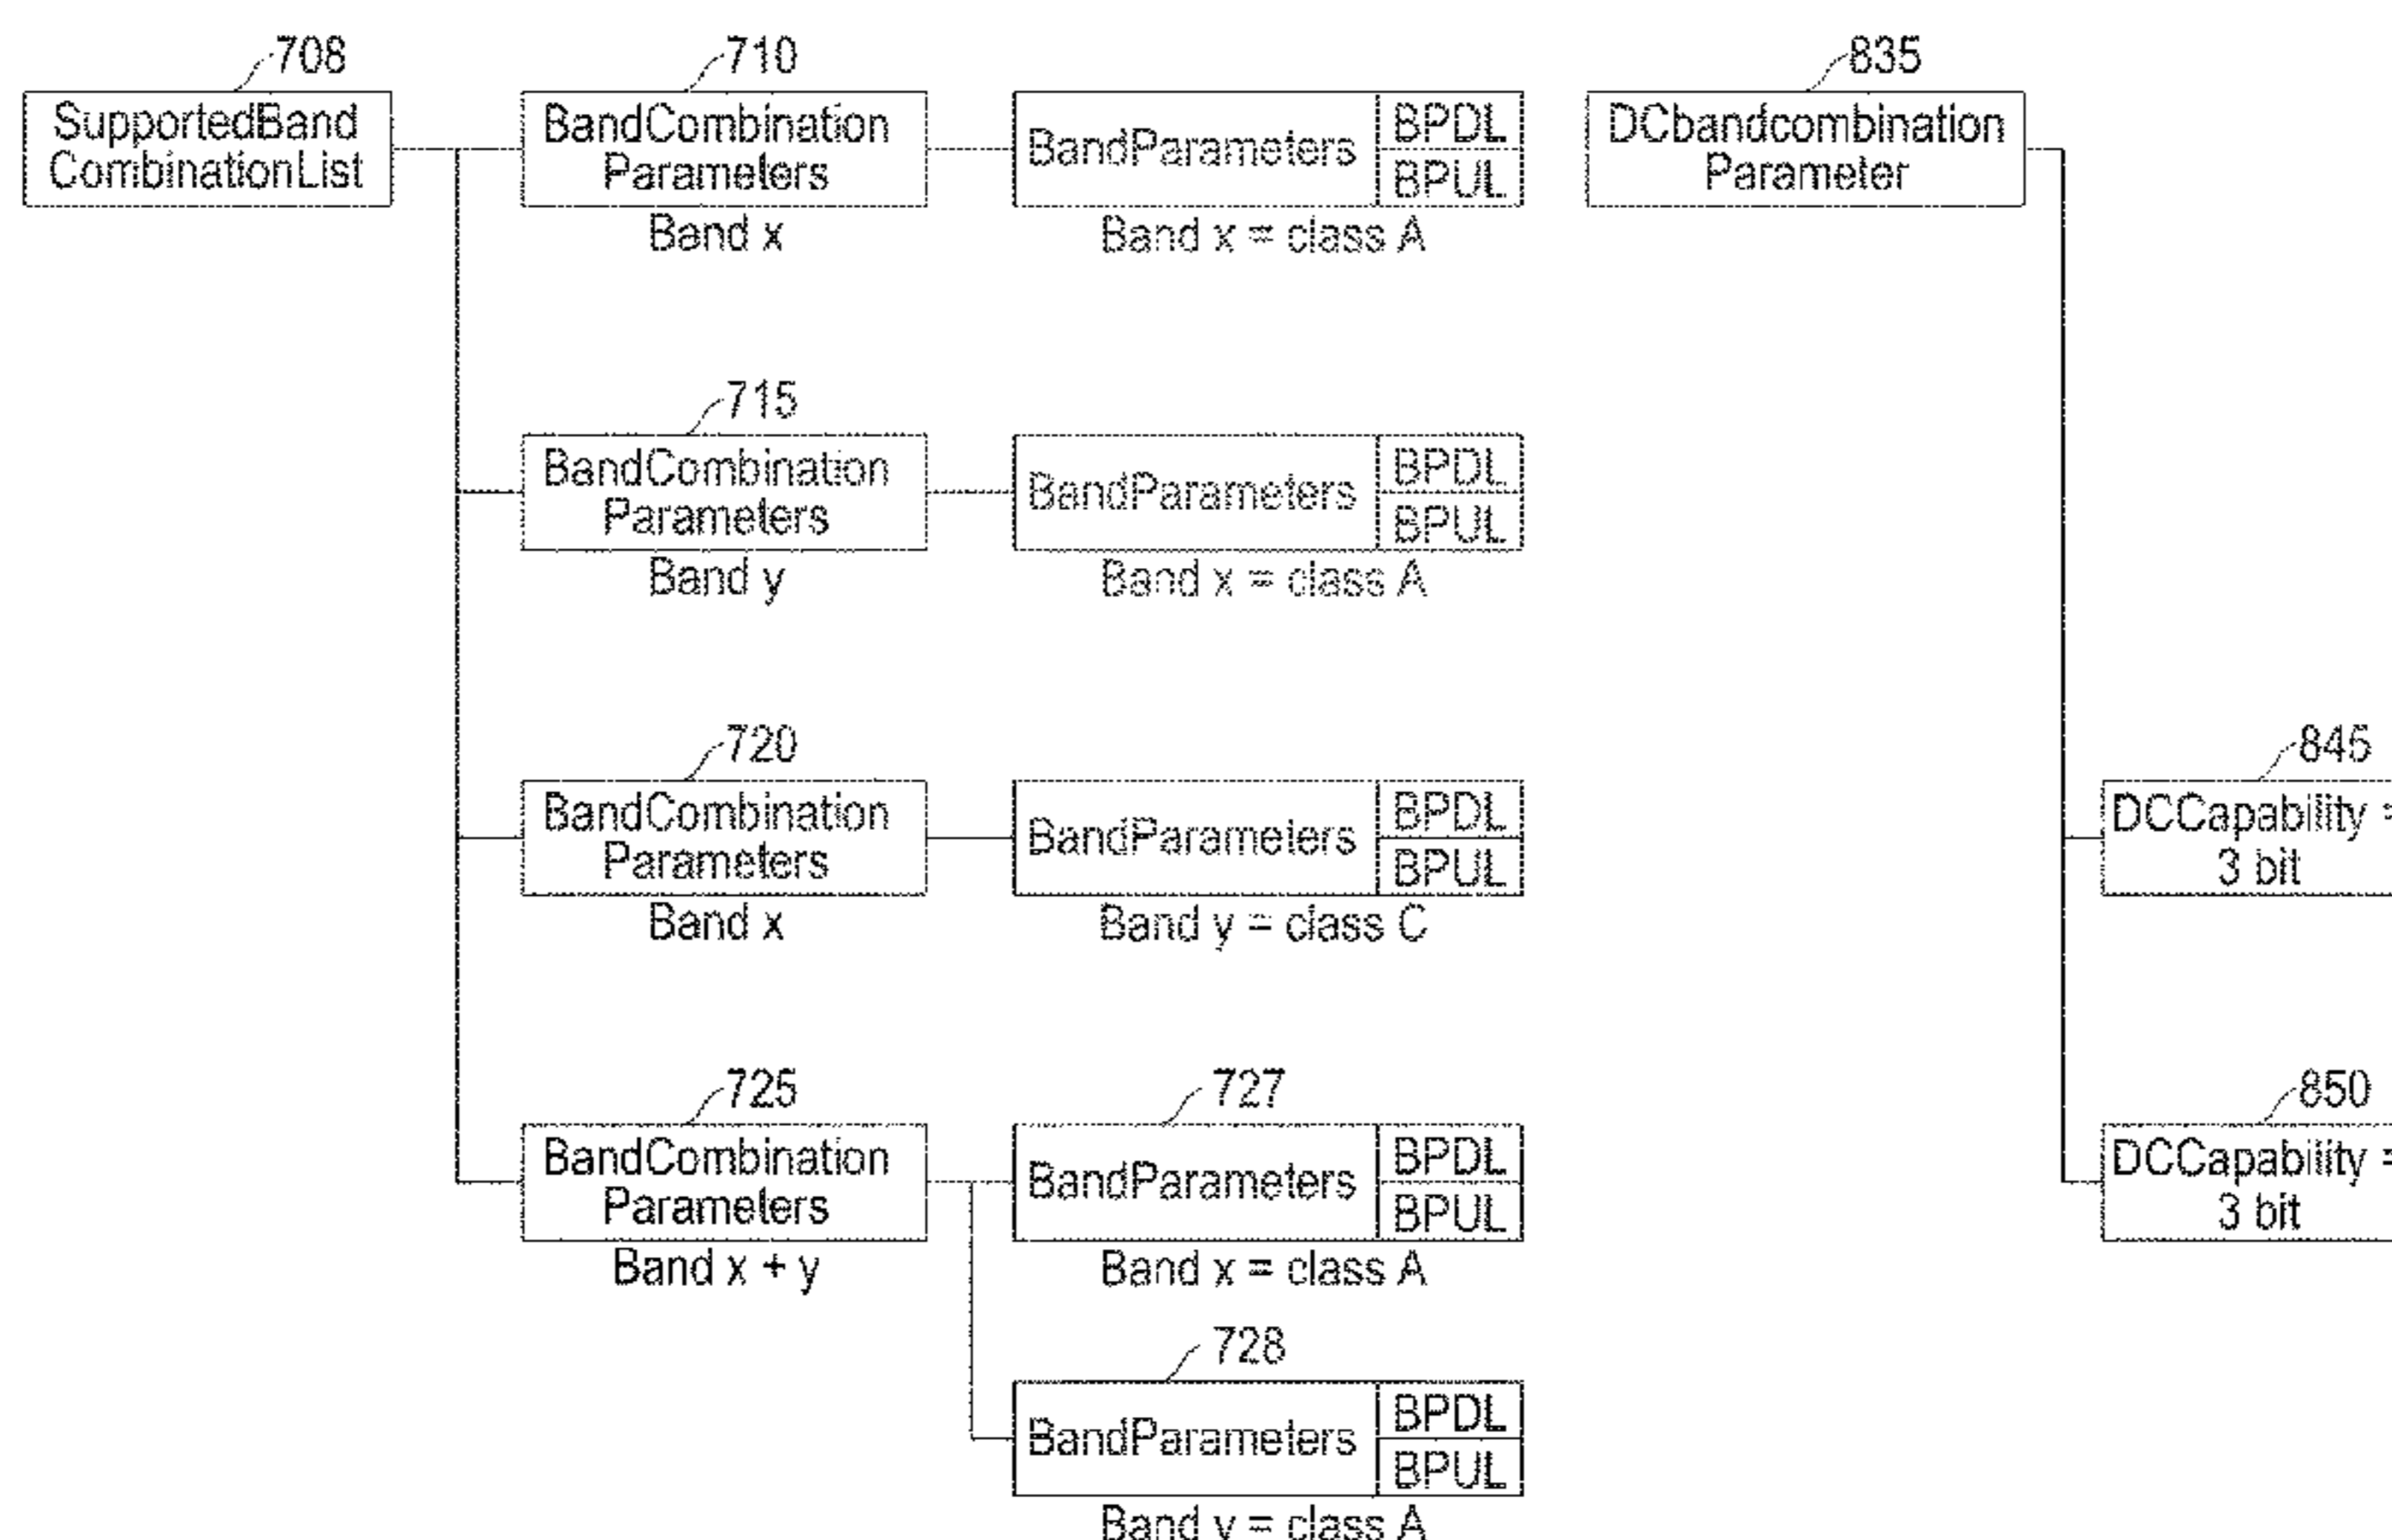 708
SupportedBand
CombinationList
710
BandCombination
Parameters
Band x
BandParameters
BPDL
BPUL
Band x = class A
835
DCbandcombination
Parameter
715
BandCombination
Parameters
Band y
BandParameters
BPDL
BPUL
Band x = class A
720
BandCombination
Parameters
Band x
BandParameters
BPDL
BPUL
Band y = class C
845
DCCapability =
3 bit
725
BandCombination
Parameters
Band x + y
727
BandParameters
BPDL
BPUL
Band x = class A
850
DCCapability =
3 bit
728
BandParameters
BPDL
BPUL
Band y = class A